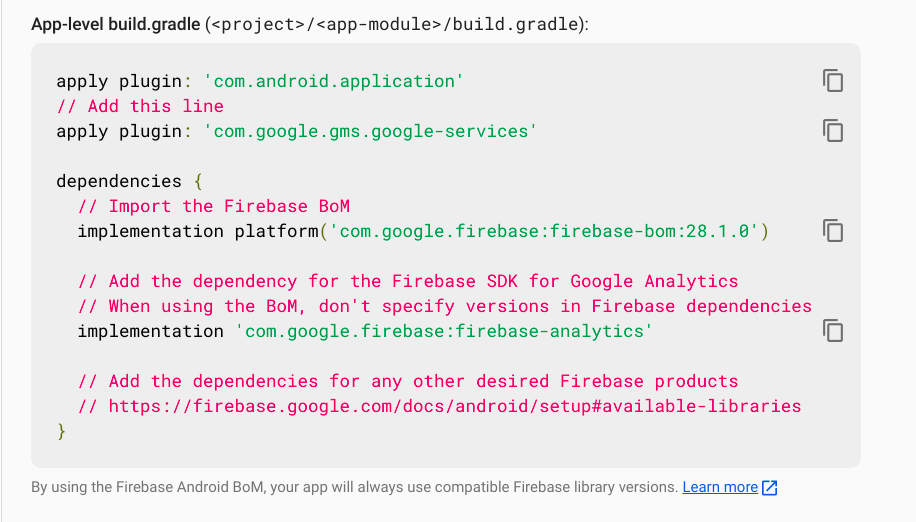 App-level build.gradle (<project>/<app-module>/build.gradle):
apply plugin: 'com.android.application'
// Add this line
apply plugin: 'com.google.gms.google-services'
dependencies {
// Import the Firebase BoM
implementation platform('com.google.firebase:firebase-bom:28.1.0')
// Add the dependency for the Firebase SDK for Google Analytics
// When using the BoM, don't specify versions in Firebase dependencies
implementation 'com.google.firebase:firebase-analytics'
// Add the dependencies for any other desired Firebase products
// https://firebase.google.com/docs/android/setup#available-libraries
}
By using the Firebase Android BoM, your app will always use compatible Firebase library versions. Learn more